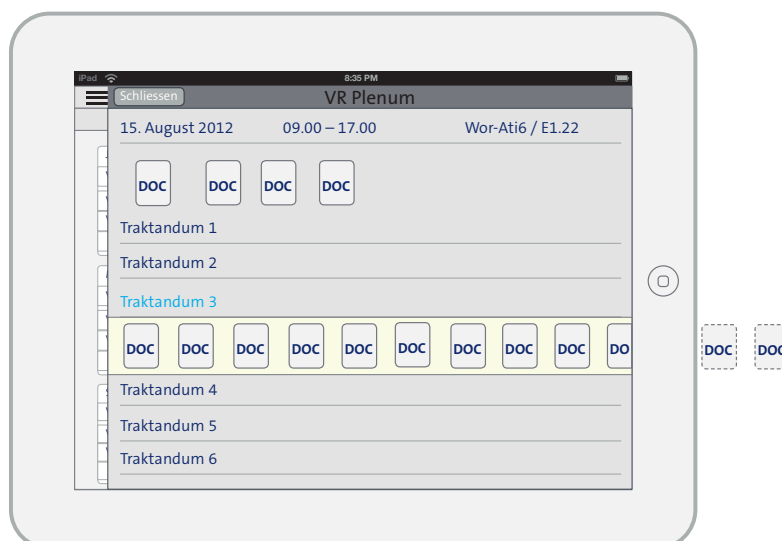 iPad 8:35 PM
Schliessen VR Plenum
15. August 2012 09.00 – 17.00 Wor-Ati6 / E1.22
DOC DOC DOC DOC
Traktandum 1
Traktandum 2
Traktandum 3
DOC DOC DOC DOC DOC DOC DOC DOC DOC DO DOC DOC
Traktandum 4
Traktandum 5
Traktandum 6